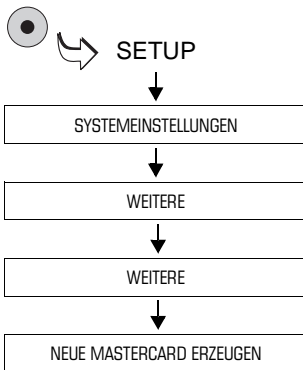 SETUP
SYSTEMEINSTELLUNGEN
WEITERE
WEITERE
NEUE MASTERCARD ERZEUGEN